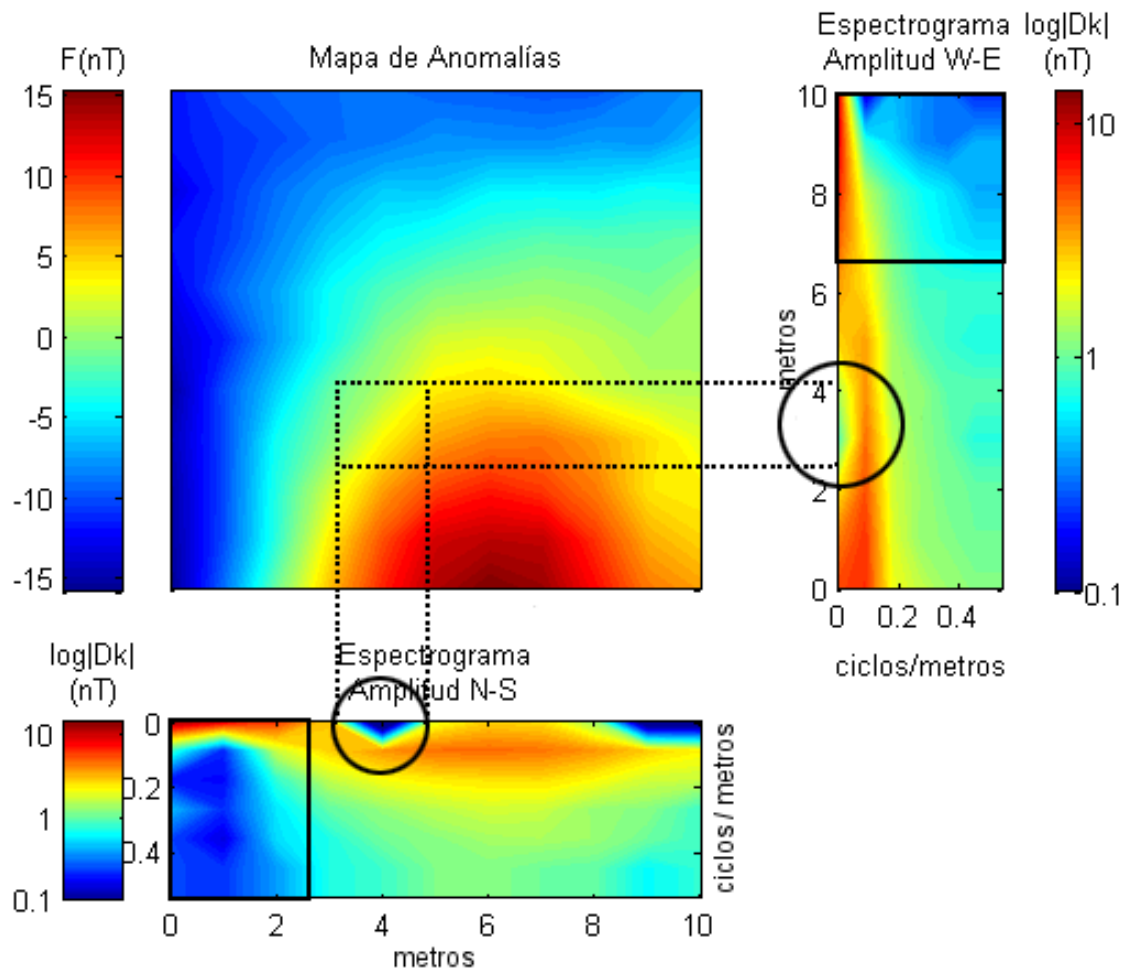 F(nT)
Mapa de Anomalías
15
10
5
0
-5
-10
-15
Espectrograma
Amplitud W-E
log|Dk|
(nT)
10
8
6
4
2
0
metros
0 0.2 0.4
ciclos/metros
10
1
0.1
log|Dk|
(nT)
10
1
0.1
Espectrograma
Amplitud N-S
0
0.2
0.4
ciclos/metros
0 2 4 6 8 10
metros